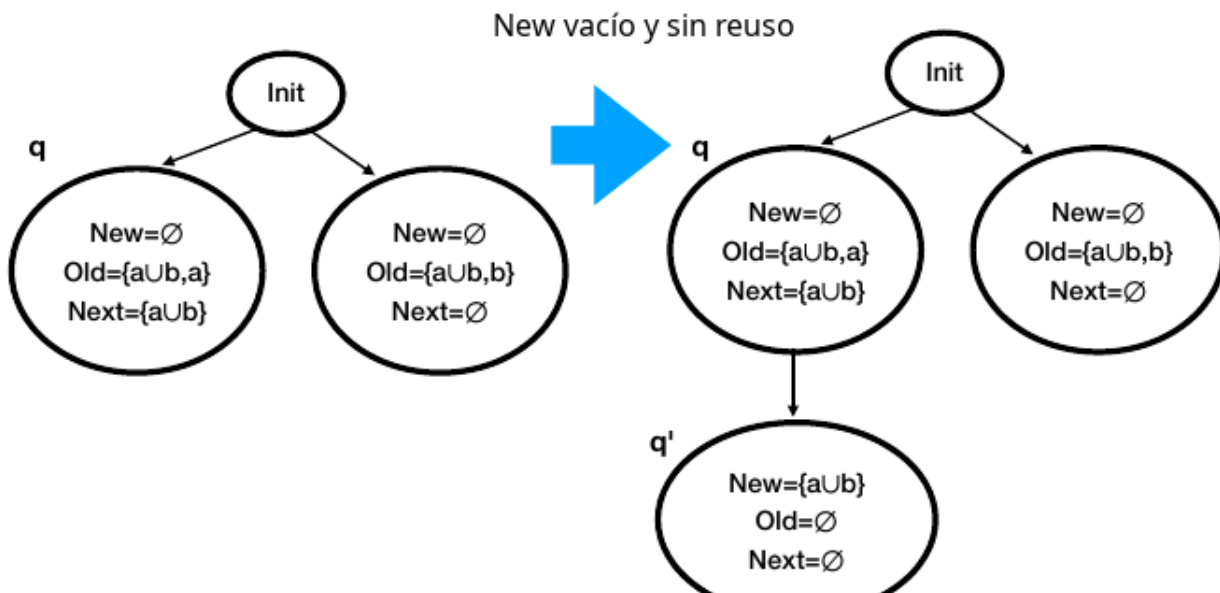 New vacío y sin reuso
Init
q
New=∅
Old={a∪b,a}
Next={a∪b}
New=∅
Old={a∪b,b}
Next=∅
Init
q
New=∅
Old={a∪b,a}
Next={a∪b}
New=∅
Old={a∪b,b}
Next=∅
q'
New={a∪b}
Old=∅
Next=∅